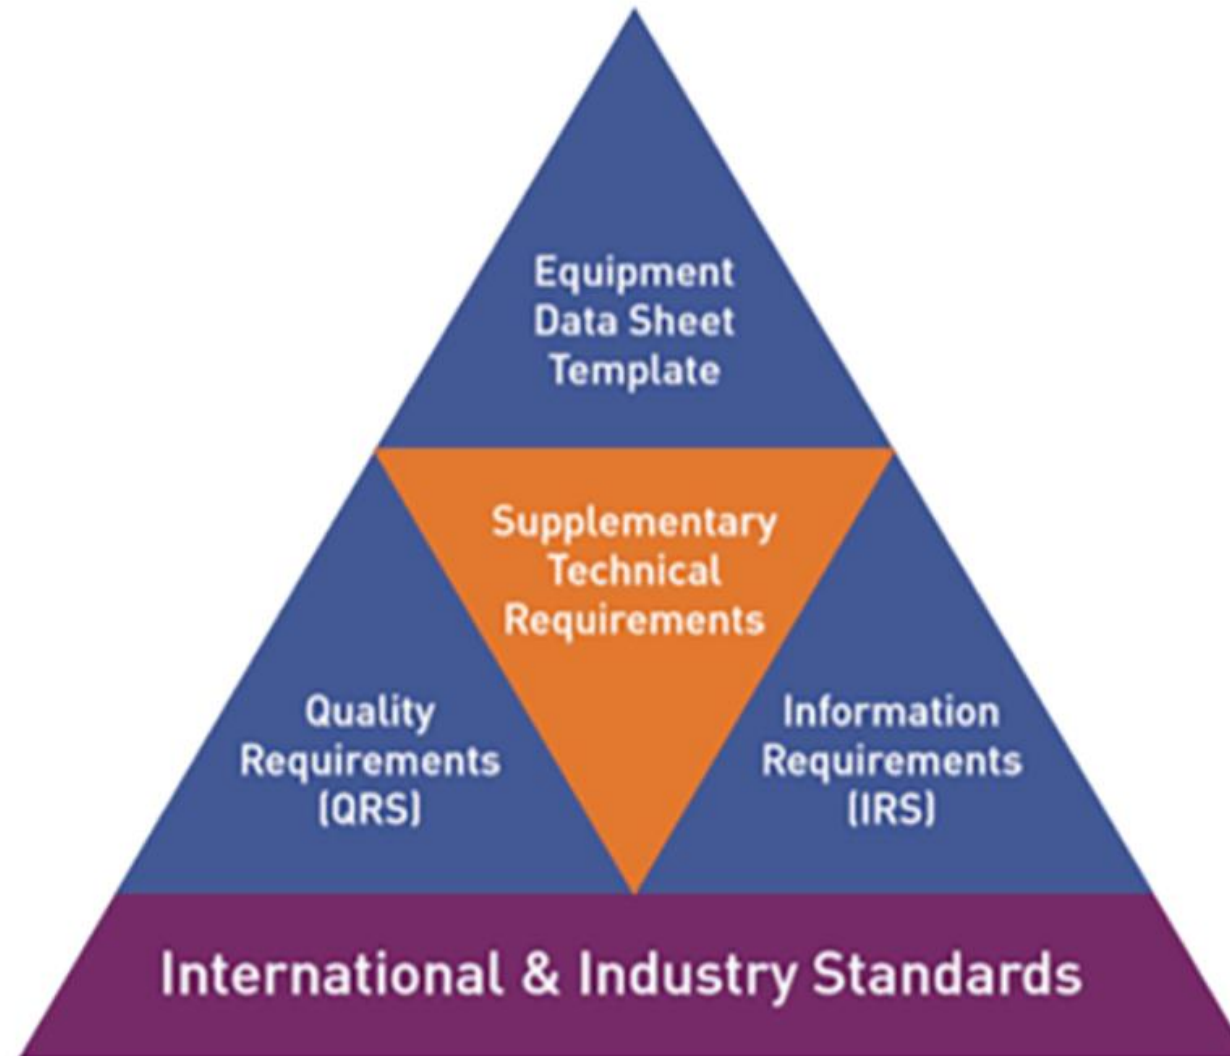 Equipment
Data Sheet
Template
Supplementary
Technical
Requirements
Quality
Requirements
(QRS)
Information
Requirements
(IRS)
International & Industry Standards